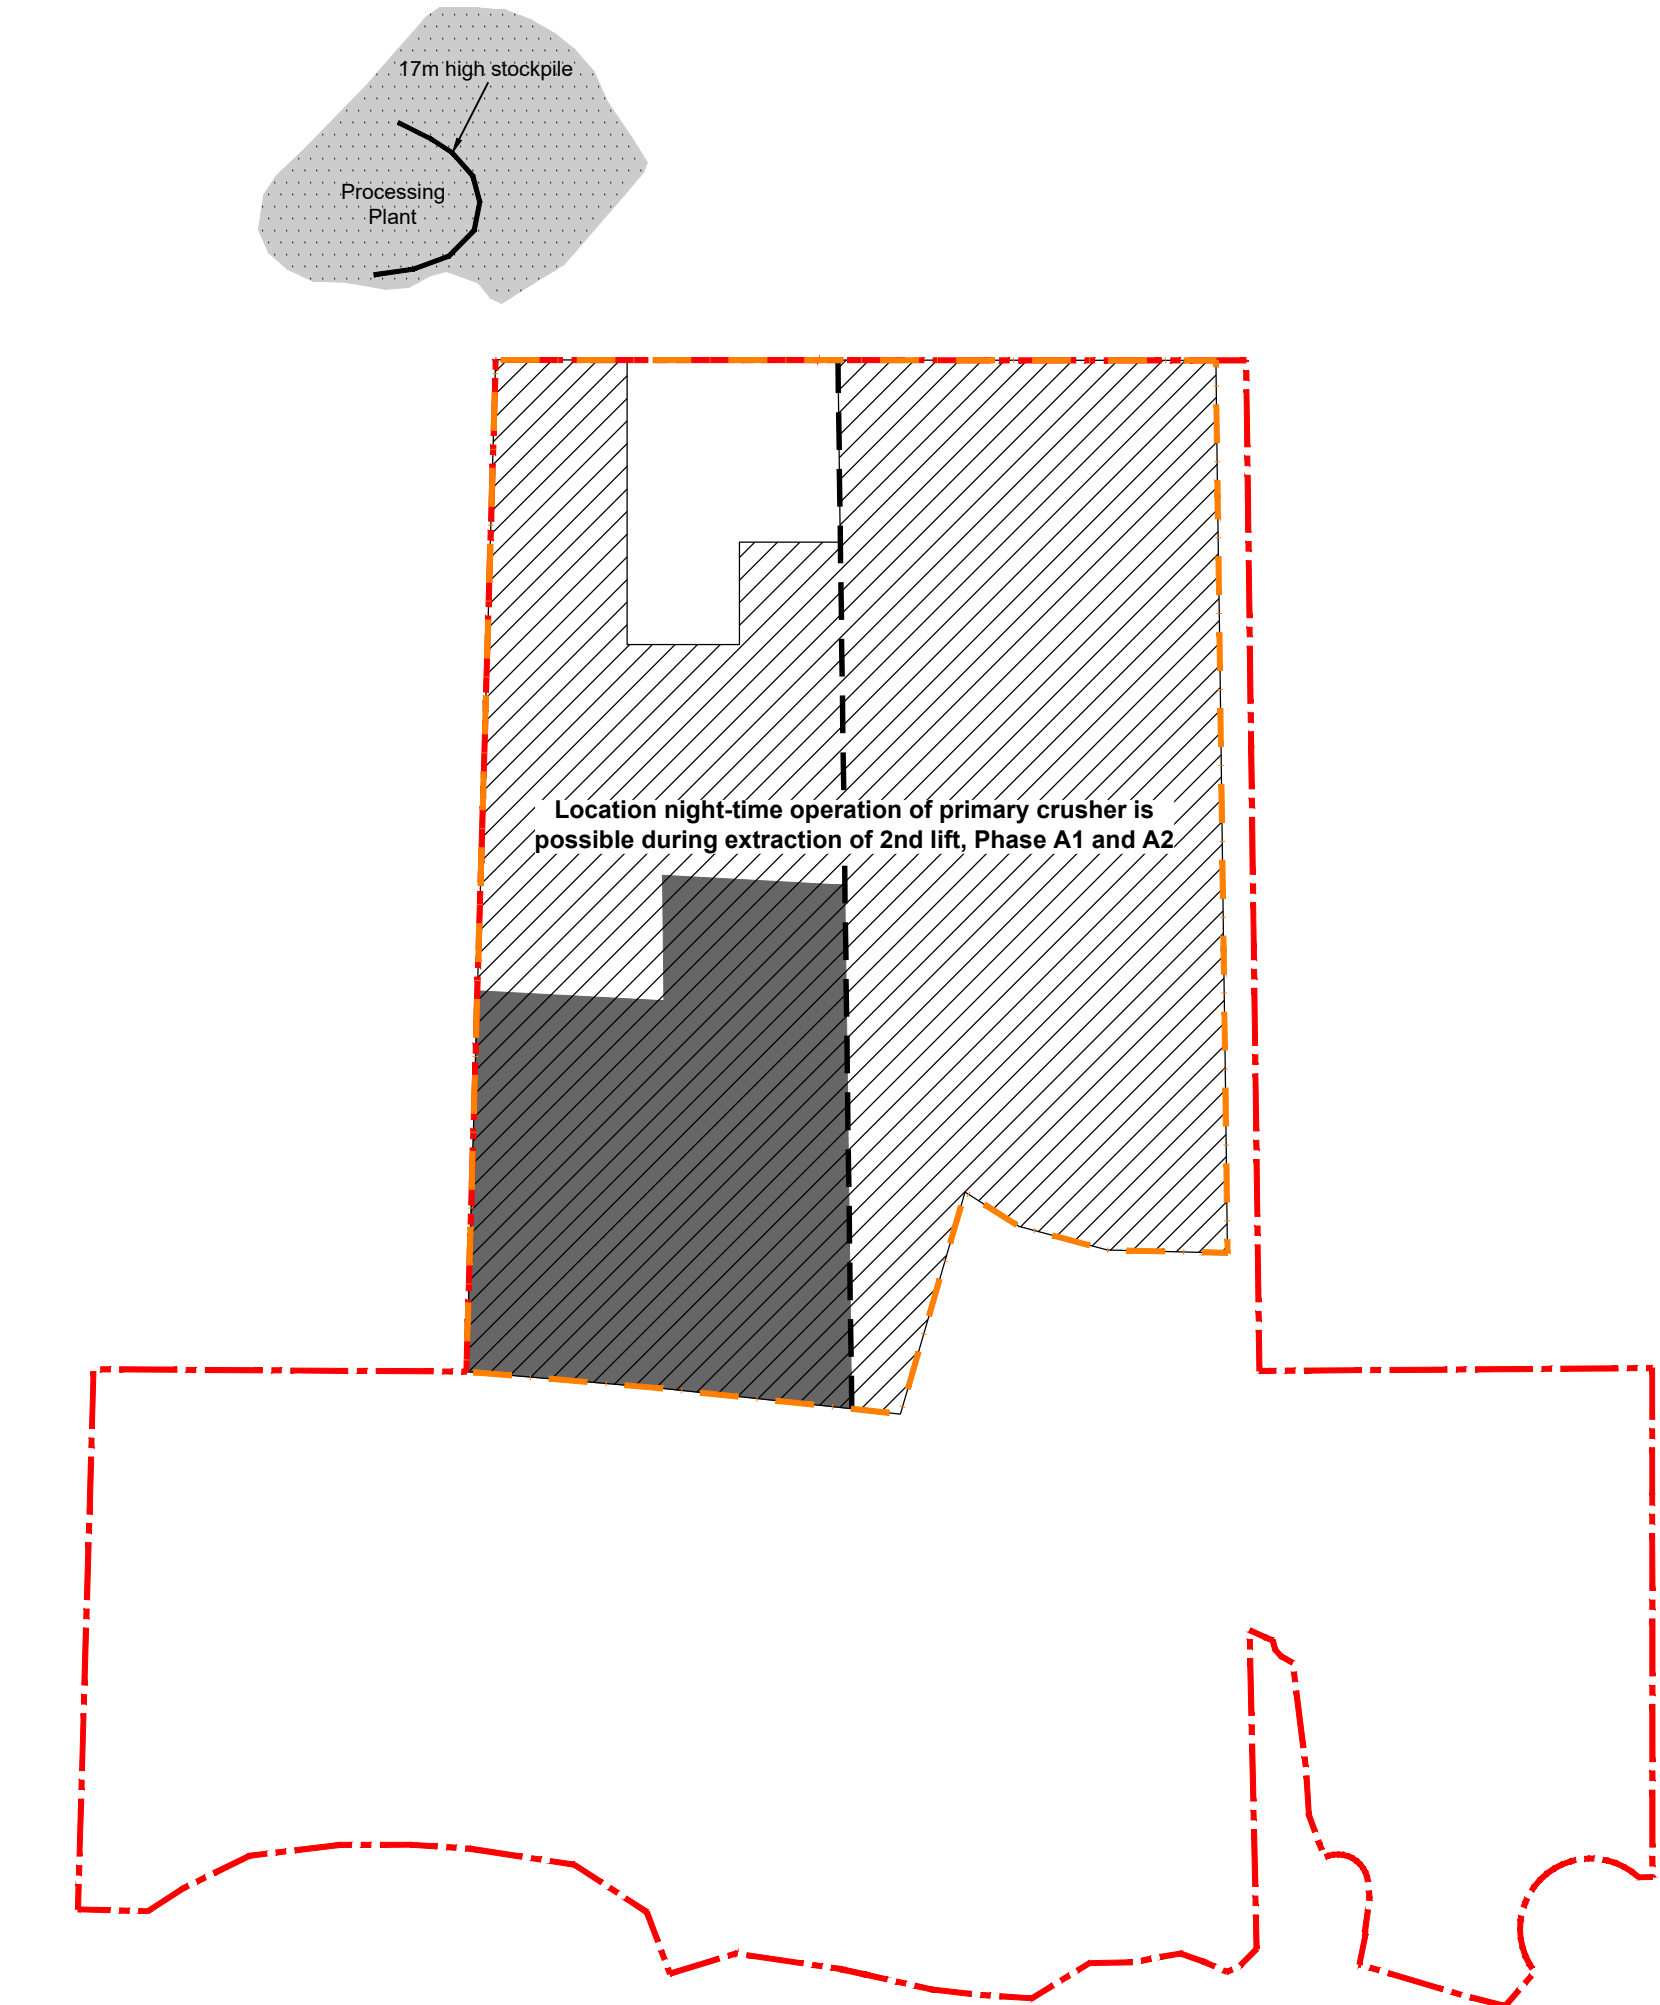 17m high stockpile
Processing
Plant
Location night-time operation of primary crusher is
possible during extraction of 2nd lift, Phase A1 and A2